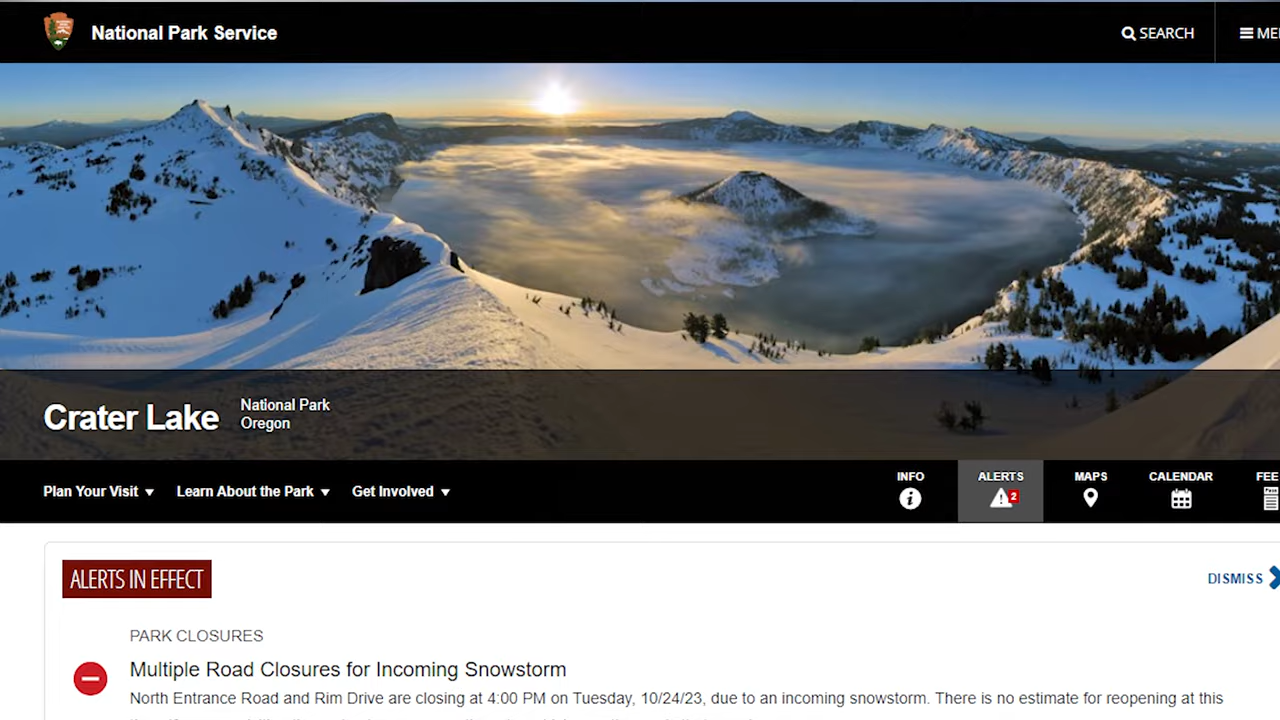 National Park Service
SEARCH
Crater Lake
National Park
Oregon
Plan Your Visit
Learn About the Park
Get Involved
INFO
ALERTS
2
MAPS
CALENDAR
ALERTS IN EFFECT
DISMISS
PARK CLOSURES
Multiple Road Closures for Incoming Snowstorm
North Entrance Road and Rim Drive are closing at 4:00 PM on Tuesday, 10/24/23, due to an incoming snowstorm. There is no estimate for reopening at this